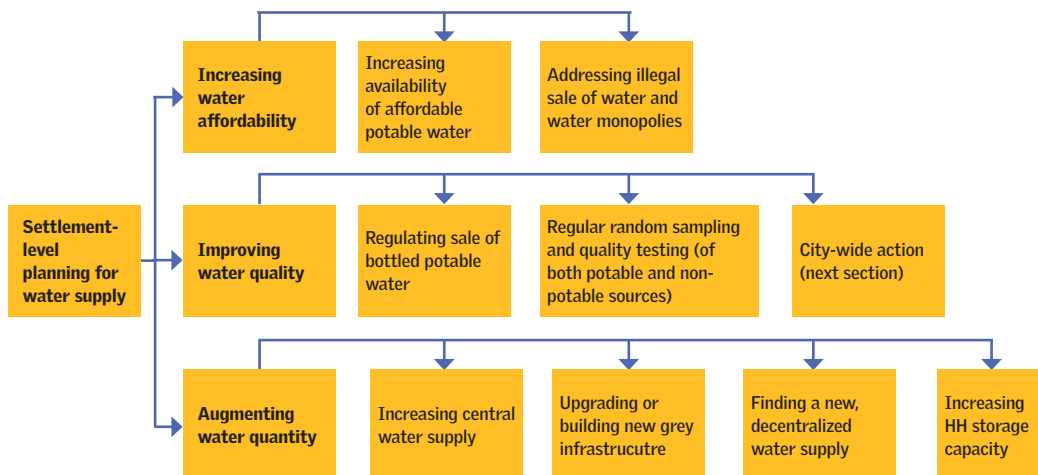 Increasing
water
affordability
Increasing
availability
of affordable
potable water
Addressing illegal
sale of water and
water monopolies
Settlement-
level
planning for
water supply
Improving
water quality
Regulating sale of
bottled potable
water
Regular random sampling
and quality testing (of
both potable and non-
potable sources)
City-wide action
(next section)
Augmenting
water quantity
Increasing central
water supply
Upgrading or
building new grey
infrastrucutre
Finding a new,
decentralized
water supply
Increasing
HH storage
capacity